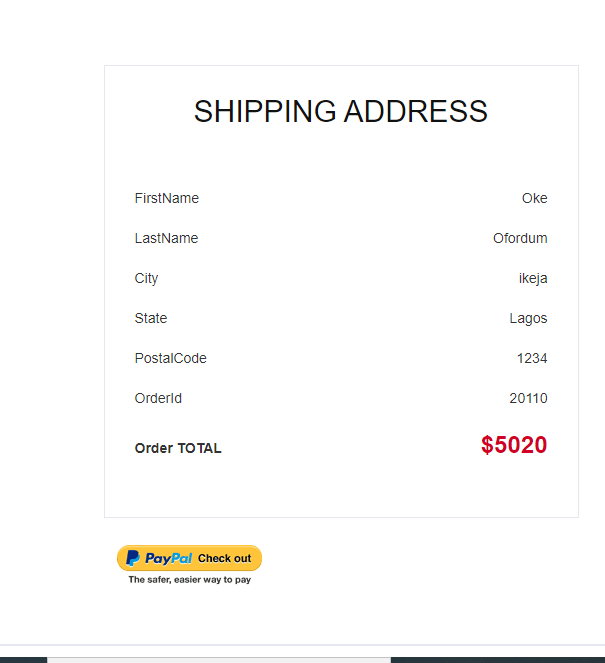 SHIPPING ADDRESS
FirstName Oke
LastName Ofordum
City ikeja
State Lagos
PostalCode 1234
OrderId 20110
Order TOTAL $5020
PayPal Check out
The safer, easier way to pay